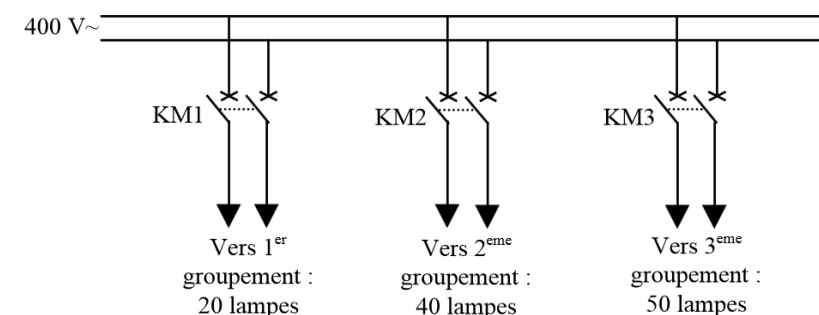 400 V~
KM1
KM2
KM3
Vers 1er
groupement :
20 lampes
Vers 2eme
groupement :
40 lampes
Vers 3eme
groupement :
50 lampes